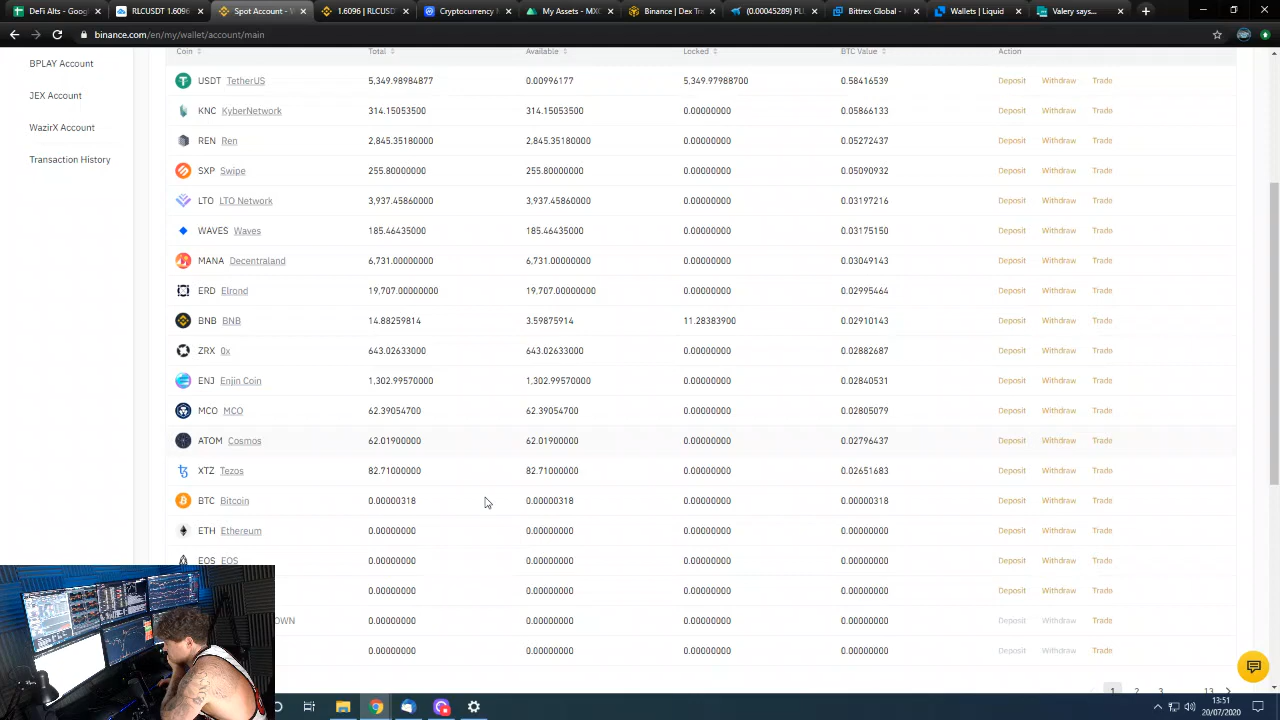 DeFi Alts - Google
RLCUSDT 1.6096
Spot Account - W
1.6096 | RLCUSD
Cryptocurrency
My Assets - MX
Binance | Dex Tr
(0.00045289) PL
Bittrex Global -
Wallets | Liquid
Valery says...
binance.com/en/my/wallet/account/main
Coin Total Available Locked BTC Value Action
BPLAY Account
JEX Account
WazirX Account
Transaction History
USDT TetherUS 5.349.98984877 0.00996177 5.349.97988700 0.58416539 Deposit Withdraw Trade
KNC KyberNetwork 314.15053500 314.15053500 0.00000000 0.05866133 Deposit Withdraw Trade
REN Ren 2,845.35180000 2,845.35180000 0.00000000 0.05272437 Deposit Withdraw Trade
SXP Swipe 255.80000000 255.80000000 0.00000000 0.05090932 Deposit Withdraw Trade
LTO LTO Network 3,937.45860000 3,937.45860000 0.00000000 0.03197216 Deposit Withdraw Trade
WAVES Waves 185.46435000 185.46435000 0.00000000 0.03175150 Deposit Withdraw Trade
MANA Decentraland 6,731.00000000 6,731.00000000 0.00000000 0.03049143 Deposit Withdraw Trade
ERD Elrond 19,707.00000000 19,707.00000000 0.00000000 0.02995464 Deposit Withdraw Trade
BNB BNB 14.88259814 3.59875914 11.28383900 0.02910134 Deposit Withdraw Trade
ZRX 0x 643.02633000 643.02633000 0.00000000 0.02882687 Deposit Withdraw Trade
ENJ Enjin Coin 1,302.99570000 1,302.99570000 0.00000000 0.02840531 Deposit Withdraw Trade
MCO MCO 62.39054700 62.39054700 0.00000000 0.02808823 Deposit Withdraw Trade
ATOM Cosmos 62.01900000 62.01900000 0.00000000 0.02796437 Deposit Withdraw Trade
XTZ Tezos 82.71000000 82.71000000 0.00000000 0.02651683 Deposit Withdraw Trade
BTC Bitcoin 0.00000318 0.00000318 0.00000000 0.00000318 Deposit Withdraw Trade
ETH Ethereum 0.00000000 0.00000000 0.00000000 0.00000000 Deposit Withdraw Trade
EOS EOS 0.00000000 0.00000000 0.00000000 0.00000000 Deposit Withdraw Trade
0.00000000 0.00000000 0.00000000 0.00000000 Deposit Withdraw Trade
OWN 0.00000000 0.00000000 0.00000000 0.00000000 Deposit Withdraw Trade
0.00000000 0.00000000 0.00000000 0.00000000 Deposit Withdraw Trade
1 2 3 13
13:51
20/07/2020